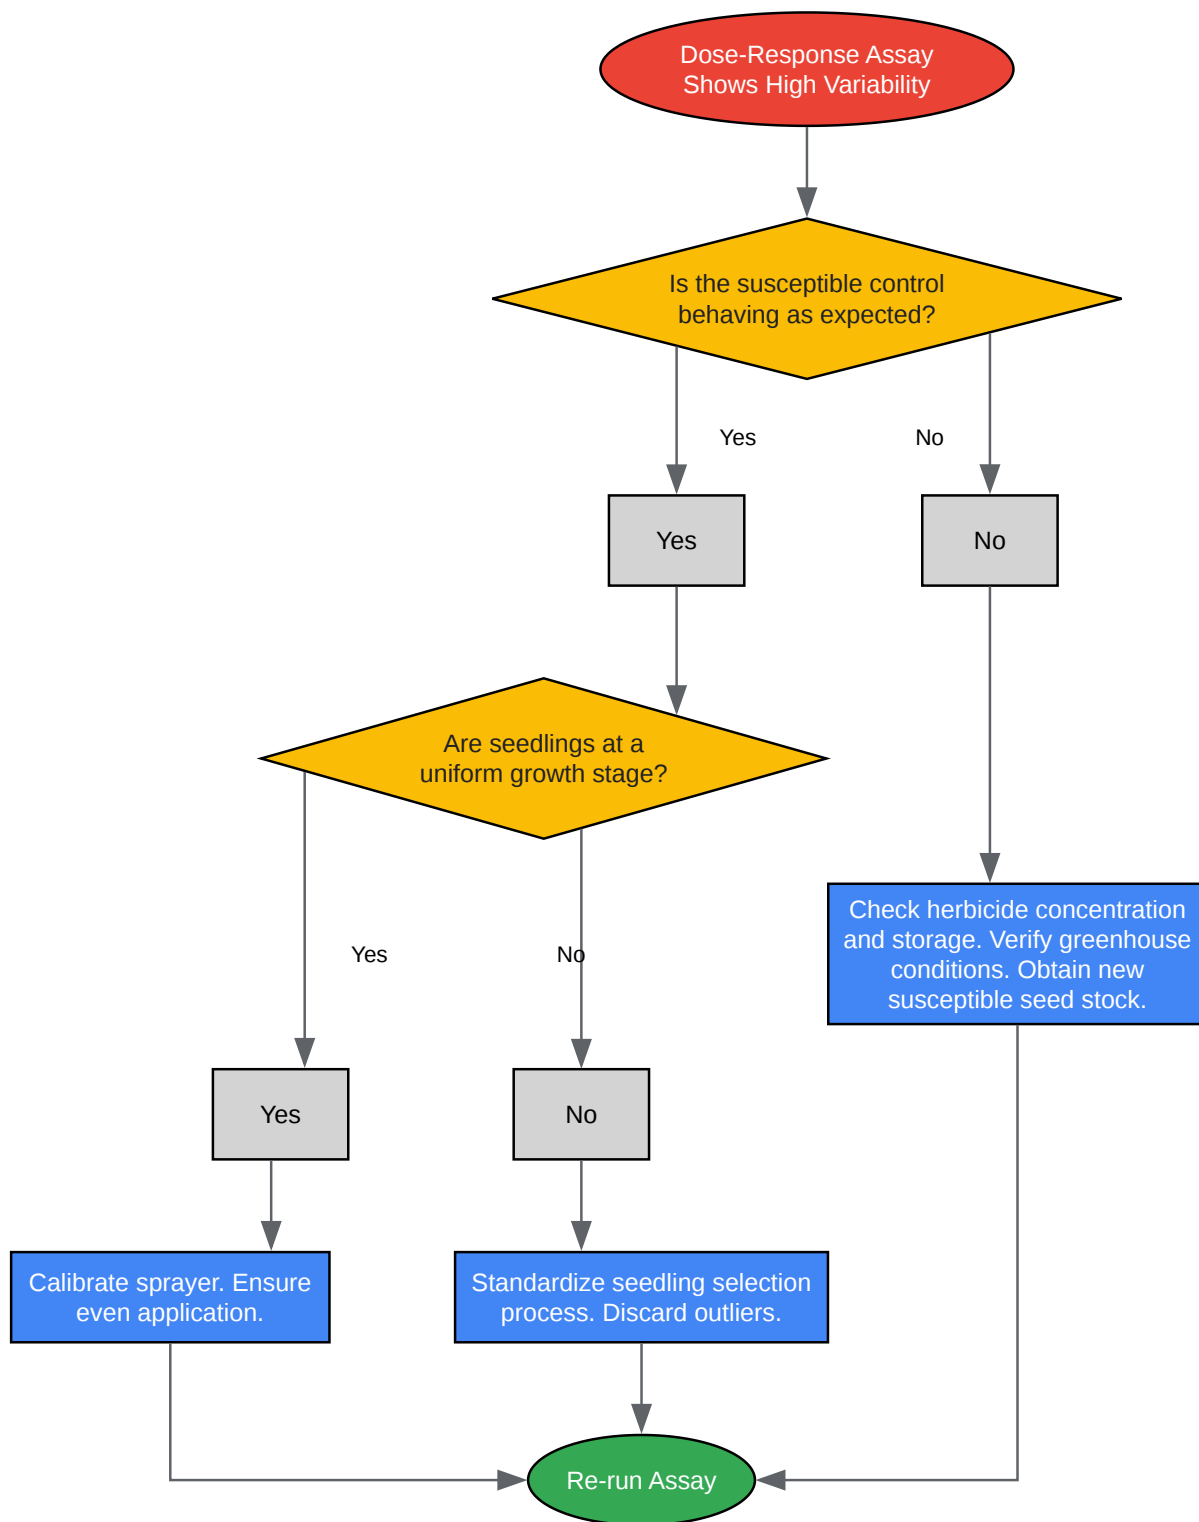 Dose-Response Assay
Shows High Variability
Is the susceptible control
behaving as expected?
Yes
No
Yes
No
Are seedlings at a
uniform growth stage?
Check herbicide concentration
and storage. Verify greenhouse
conditions. Obtain new
susceptible seed stock.
Yes
No
Yes
No
Calibrate sprayer. Ensure
even application.
Standardize seedling selection
process. Discard outliers.
Re-run Assay